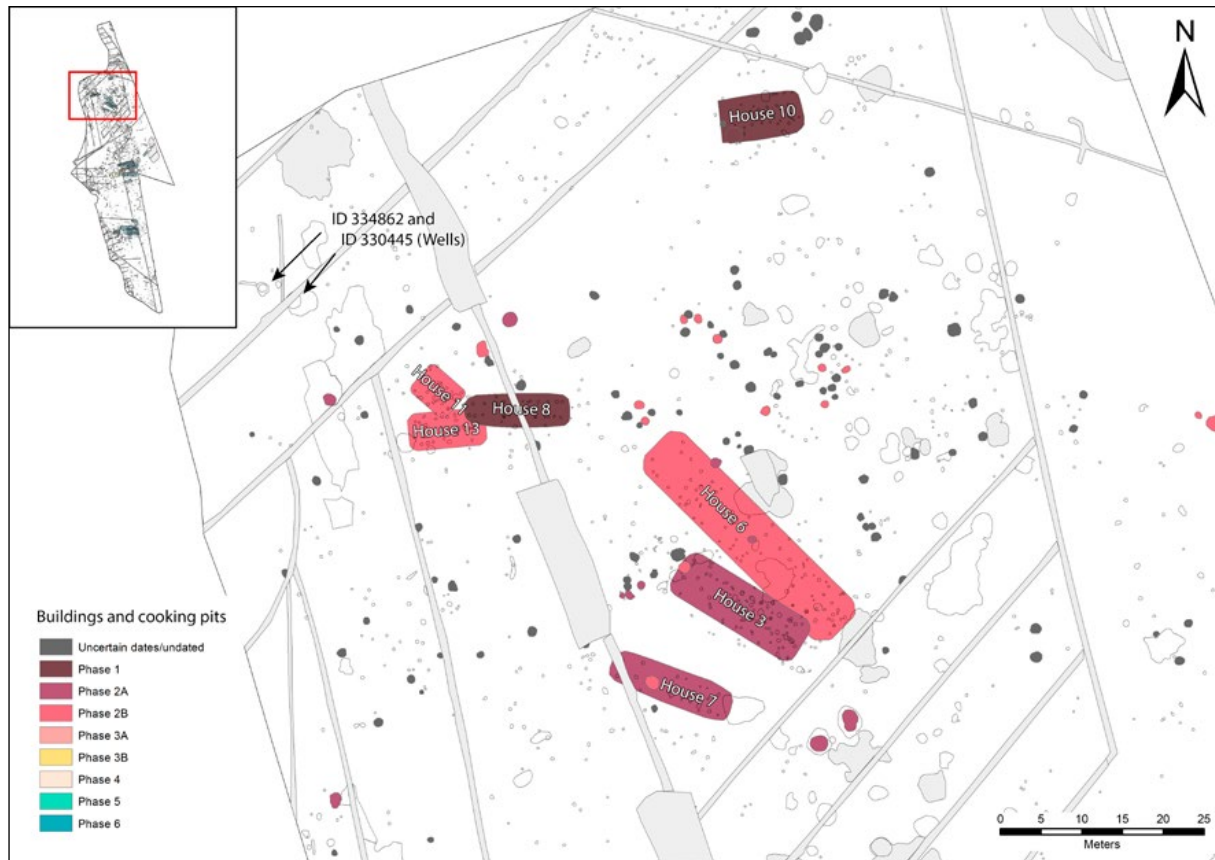 N
House 10
ID 334862 and
ID 330445 (Wells)
House 11
House 8
House 13
House 6
House 3
House 7
Buildings and cooking pits
Uncertain dates/undated
Phase 1
Phase 2A
Phase 2B
Phase 3A
Phase 3B
Phase 4
Phase 5
Phase 6
0 5 10 15 20 25
Meters